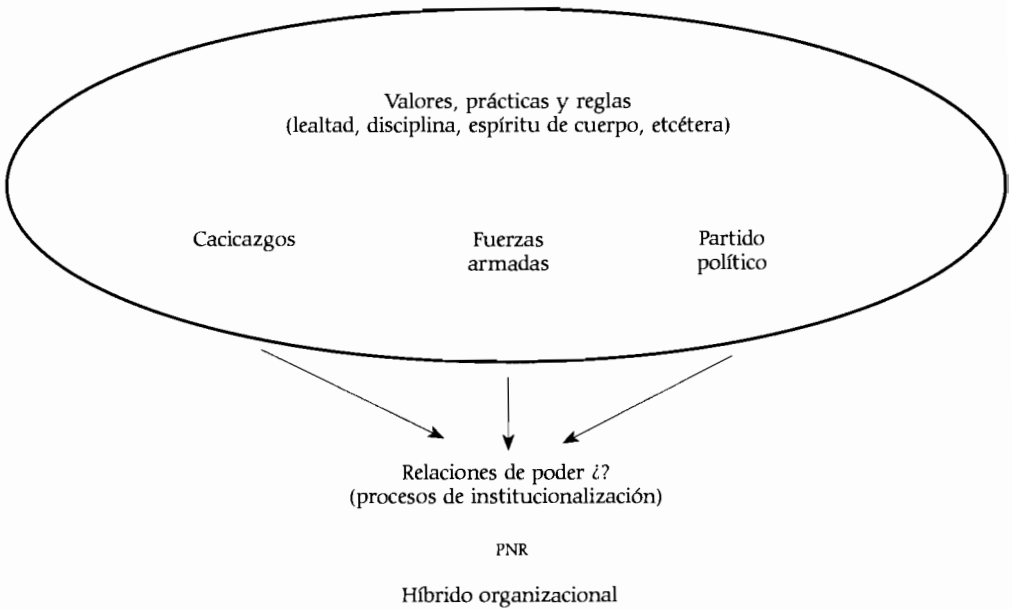 Valores, prácticas y reglas
(lealtad, disciplina, espíritu de cuerpo, etcétera)
Cacicazgos
Fuerzas
armadas
Partido
político
Relaciones de poder ¿?
(procesos de institucionalización)
PNR
Híbrido organizacional